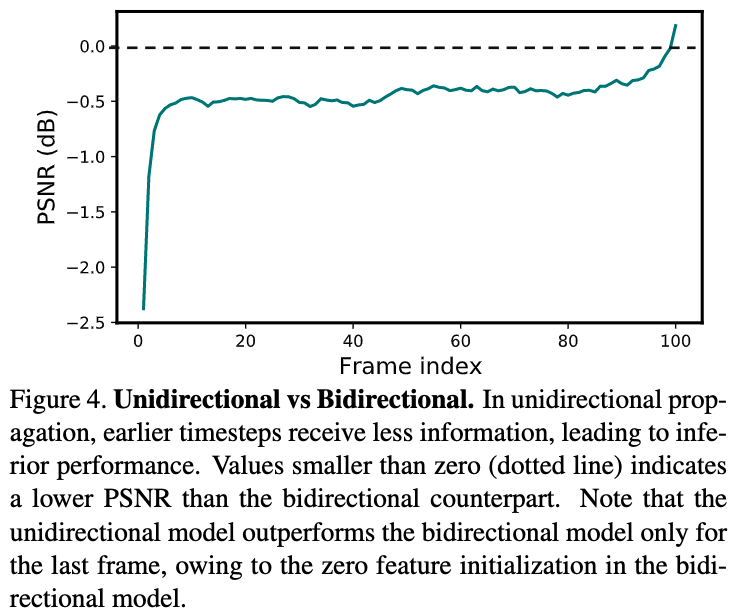 0.0
−0.5
−1.0
−1.5
−2.0
−2.5
PSNR (dB)
0 20 40 60 80 100
Frame index
Figure 4. Unidirectional vs Bidirectional. In unidirectional prop-
agation, earlier timesteps receive less information, leading to infe-
rior performance. Values smaller than zero (dotted line) indicates
a lower PSNR than the bidirectional counterpart. Note that the
unidirectional model outperforms the bidirectional model only for
the last frame, owing to the zero feature initialization in the bidi-
rectional model.